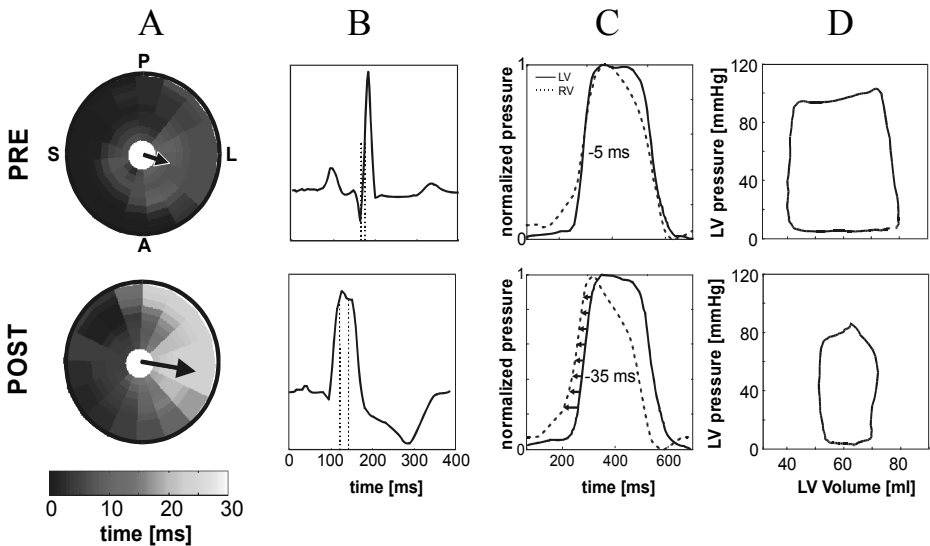 A B C D
PRE
P
S L
A
normalized pressure
1
0
LV
RV
-5 ms
LV pressure [mmHg]
120
80
40
0
POST
0 10 20 30
time [ms]
0 100 200 300 400
time [ms]
normalized pressure
1
0
-35 ms
200 400 600
time [ms]
LV pressure [mmHg]
120
80
40
0
40 60 80
LV Volume [ml]